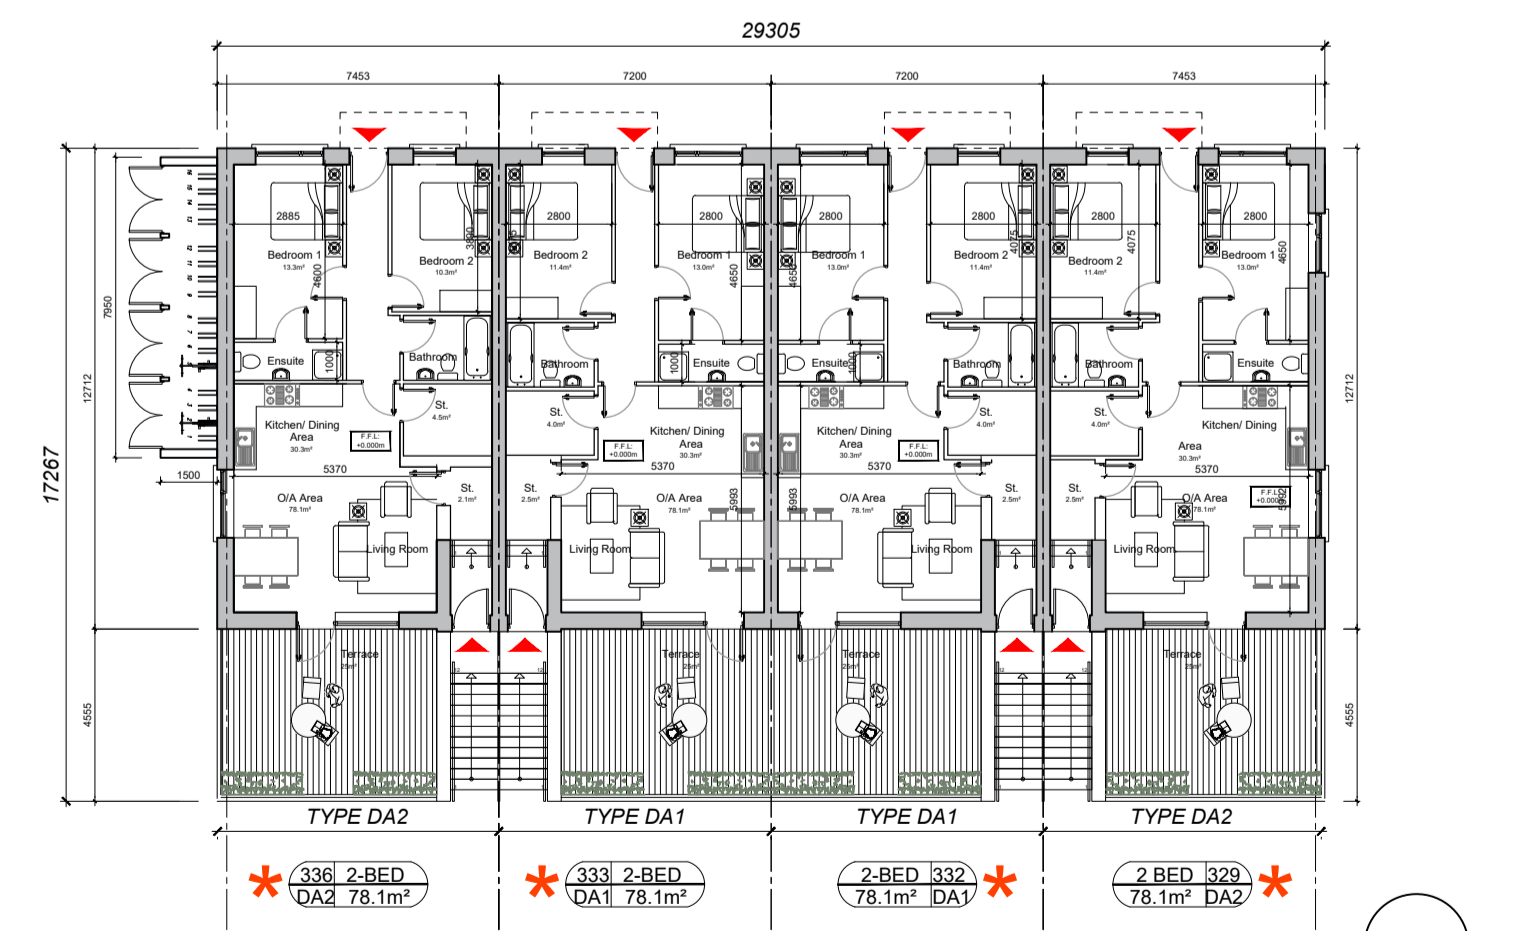 29305
7453 7200 7200 7453
2885 3890 2800 2800 2800 2800 2800 2800
Bedroom 1 Bedroom 2 Bedroom 2 Bedroom 1 Bedroom 1 Bedroom 2 Bedroom 2 Bedroom 1
13.3m² 10.3m² 11.4m² 13.0m² 13.0m² 11.4m² 11.4m² 13.0m²
4600 4650 4650 4075 4075 4650
7950
12712
17267
12712
Ensuite 1000 Bathroom Bathroom 1000 Ensuite Ensuite 1000 Bathroom Bathroom Ensuite
St. St. St. St.
4.5m² 4.0m² 4.0m² 4.0m²
Kitchen/ Dining Kitchen/ Dining Kitchen/ Dining Kitchen/ Dining
Area Area Area Area
30.3m² 30.3m² 30.3m² 30.3m²
F.F.L: F.F.L: F.F.L: F.F.L:
+0.000m +0.000m +0.000m
1500 5370 5370 5370 5370
O/A Area St. St. O/A Area O/A Area St. St. O/A Area
78.1m² 2.1m² 2.5m² 78.1m² 78.1m² 2.5m² 2.5m² 78.1m²
5993 5993 5992
Living Room Living Room Living Room Living Room
Terrace Terrace Terrace Terrace
25m² 25m² 25m² 25m²
12 12 12 12
4555 4555
TYPE DA2 TYPE DA1 TYPE DA1 TYPE DA2
* 336 2-BED * 333 2-BED 2-BED 332 * 2 BED 329 *
DA2 78.1m² DA1 78.1m² 78.1m² DA1 78.1m² DA2